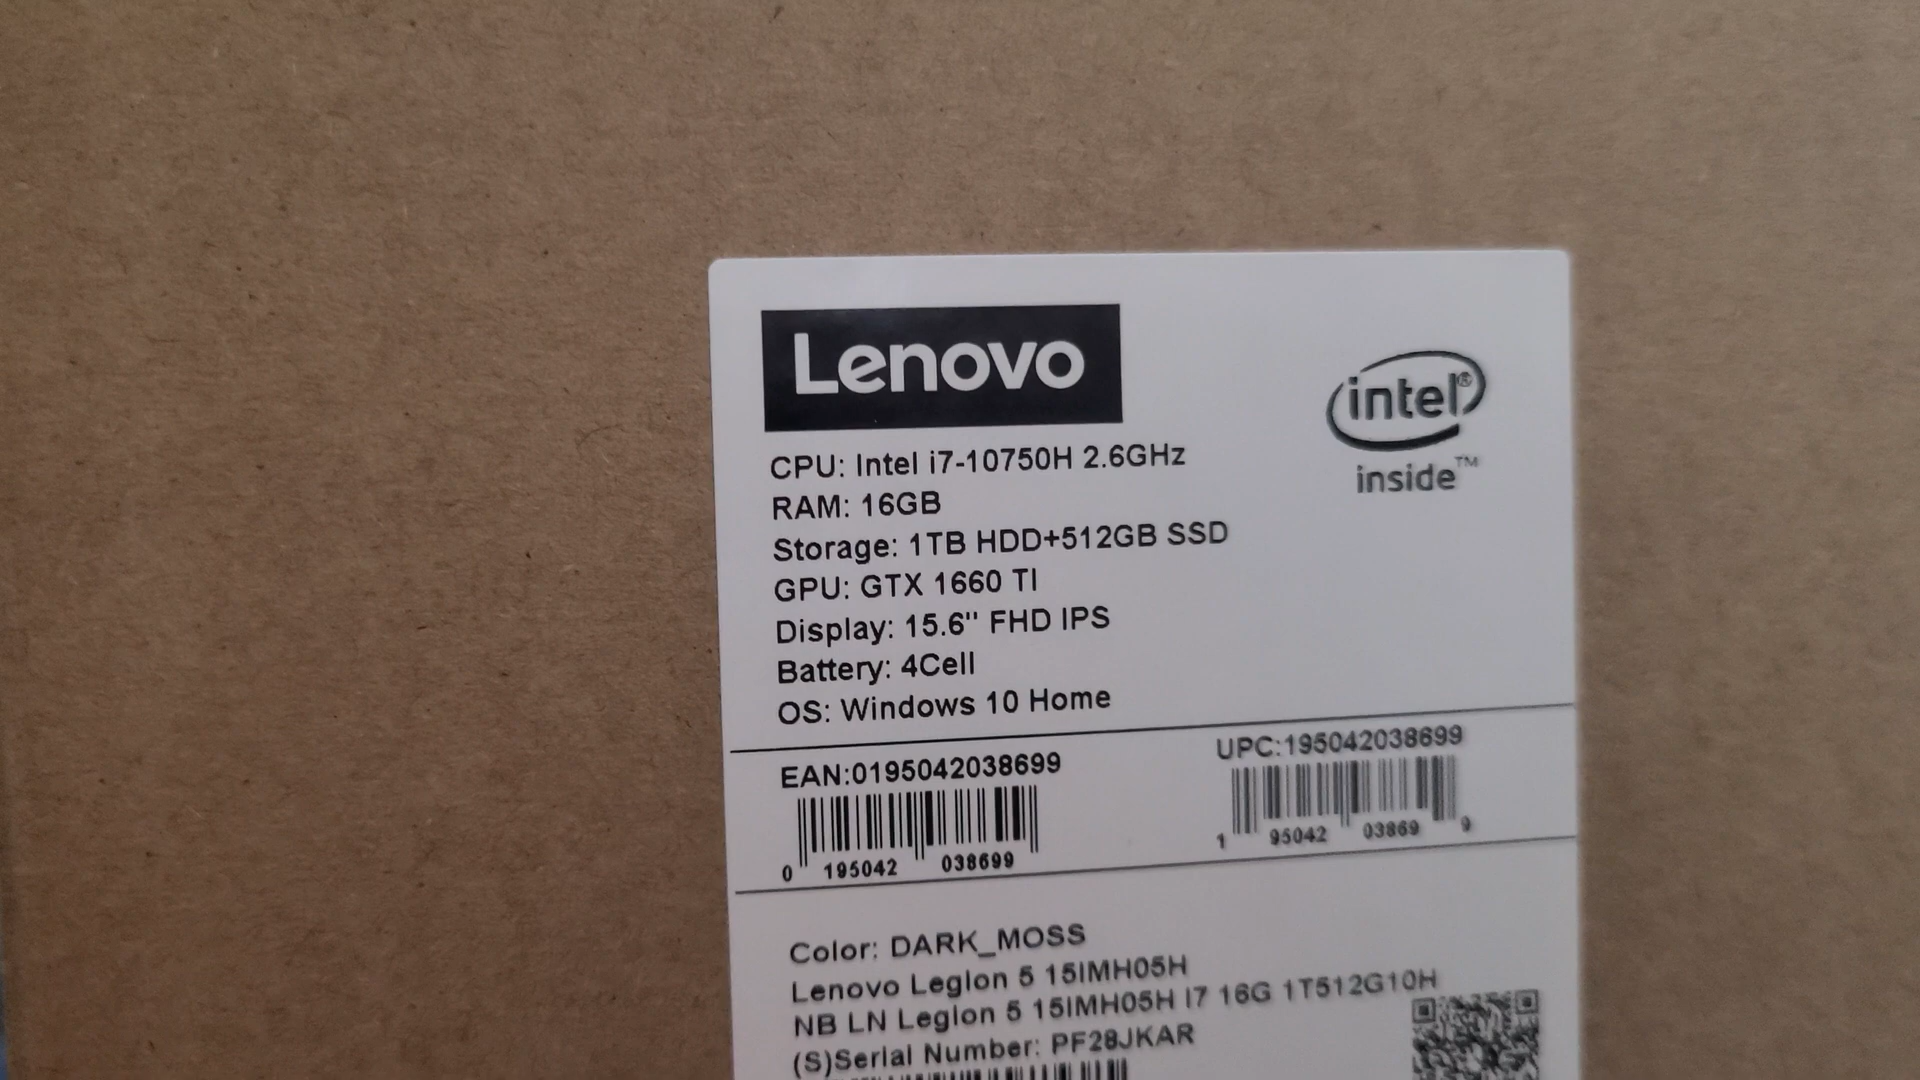 Lenovo
intel®
inside™
CPU: Intel i7-10750H 2.6GHz
RAM: 16GB
Storage: 1TB HDD+512GB SSD
GPU: GTX 1660 TI
Display: 15.6" FHD IPS
Battery: 4Cell
OS: Windows 10 Home
EAN:0195042038699
0 195042 038699
UPC:195042038699
1 95042 03869 9
Color: DARK_MOSS
Lenovo Legion 5 15IMH05H
NB LN Legion 5 15IMH05H I7 16G 1T512G10H
(S)Serial Number: PF28JKAR